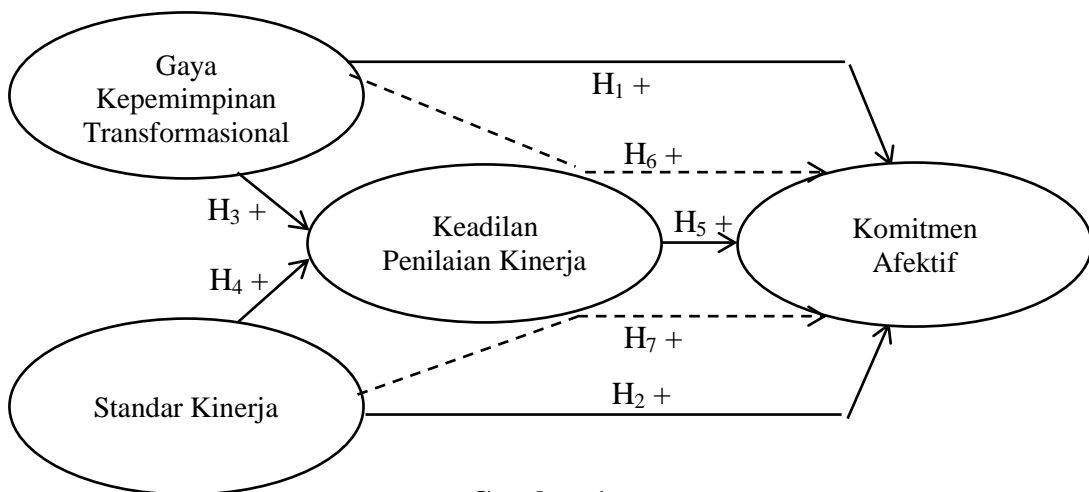 Gaya
Kepemimpinan
Transformasional
H₁ +
H₆ +
H₃ +
Keadilan
Penilaian Kinerja
H₅ +
Komitmen
Afektif
H₄ +
H₇ +
Standar Kinerja
H₂ +